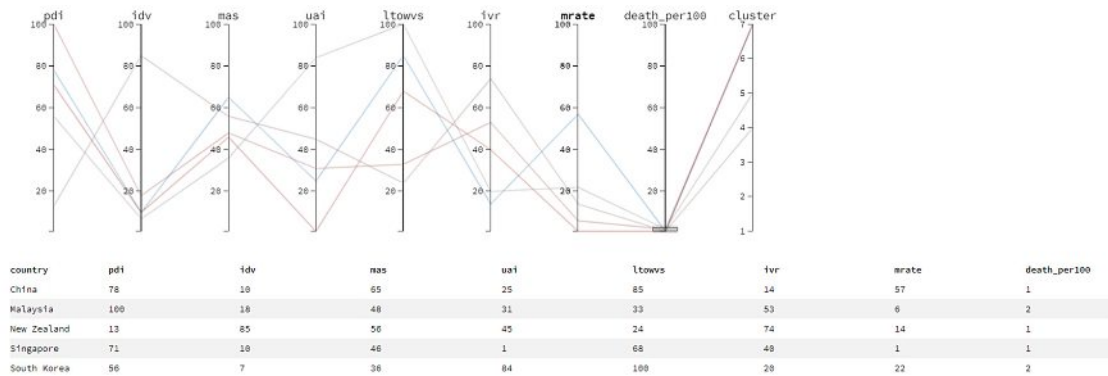 pdi idv mas uai ltowvs ivr mrate death_per100 cluster
100 100 100 100 100 100 100 100 7
6
80 80 80 80 80 80 80 80
60 60 60 60 60 60 60 60 5
4
40 40 40 40 40 40 40 40
3
20 20 20 20 20 20 20 20 2
1
country pdi idv mas uai ltowvs ivr mrate death_per100
China 78 10 65 25 85 14 57 1
Malaysia 100 18 48 31 33 53 6 2
New Zealand 13 85 56 45 24 74 14 1
Singapore 71 10 46 1 68 40 1 1
South Korea 56 7 36 84 100 20 22 2